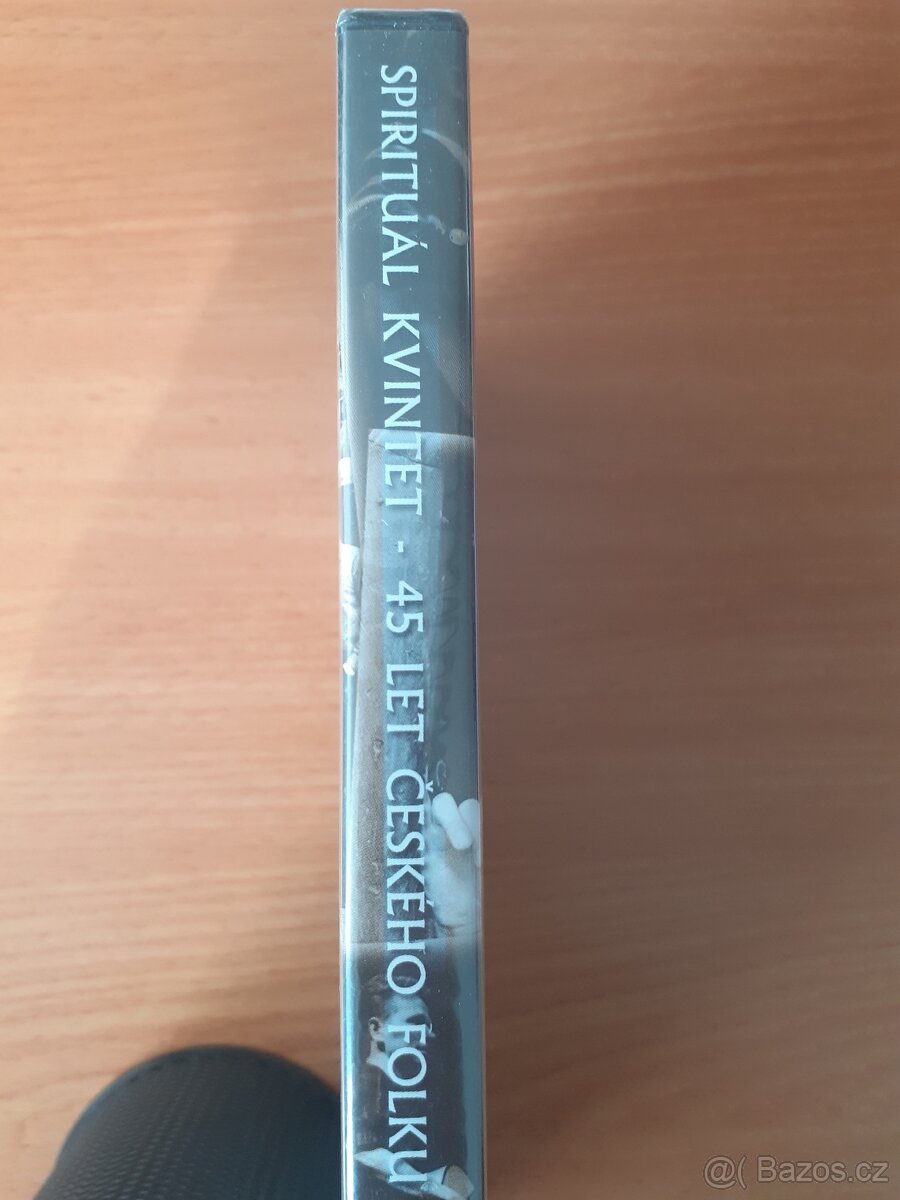 SPIRITUÁL KVINTET - 45 LET ČESKÉHO FOLKU
@( Bazos.cz